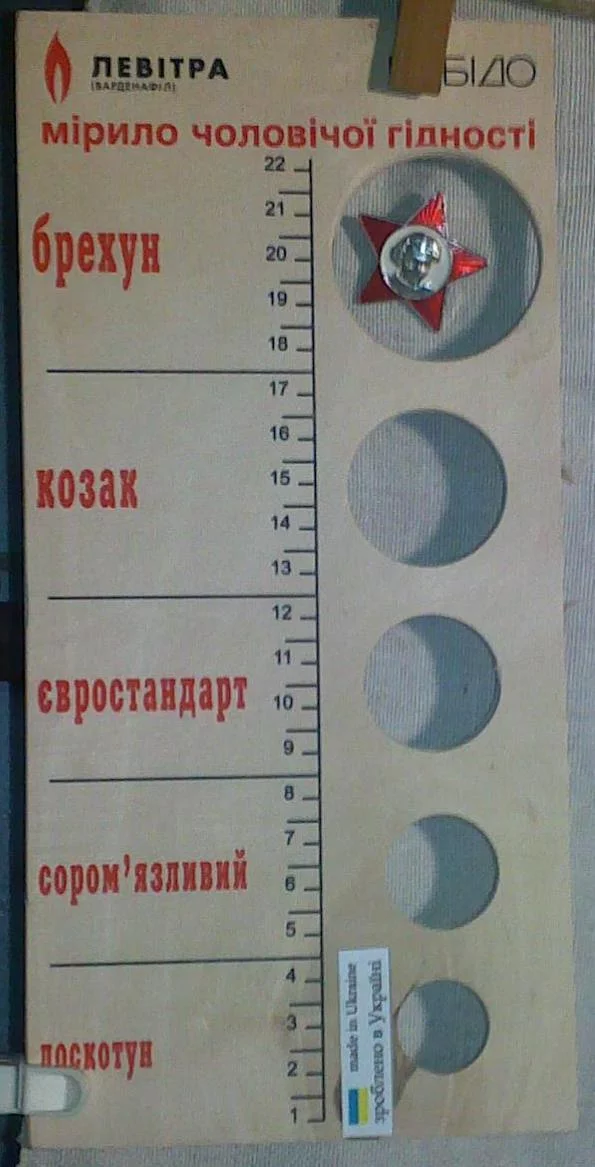 ЛЕВІТРА
(ВАРДЕНАФІЛ)
БІДО
мірило чоловічої гідності
22
21
брехун
20
19
18
17
16
козак
15
14
13
12
11
євростандарт
10
9
8
7
сором'язливий
6
5
4
3
лоскотун
2
1
made in Ukraine
зроблено в Україні